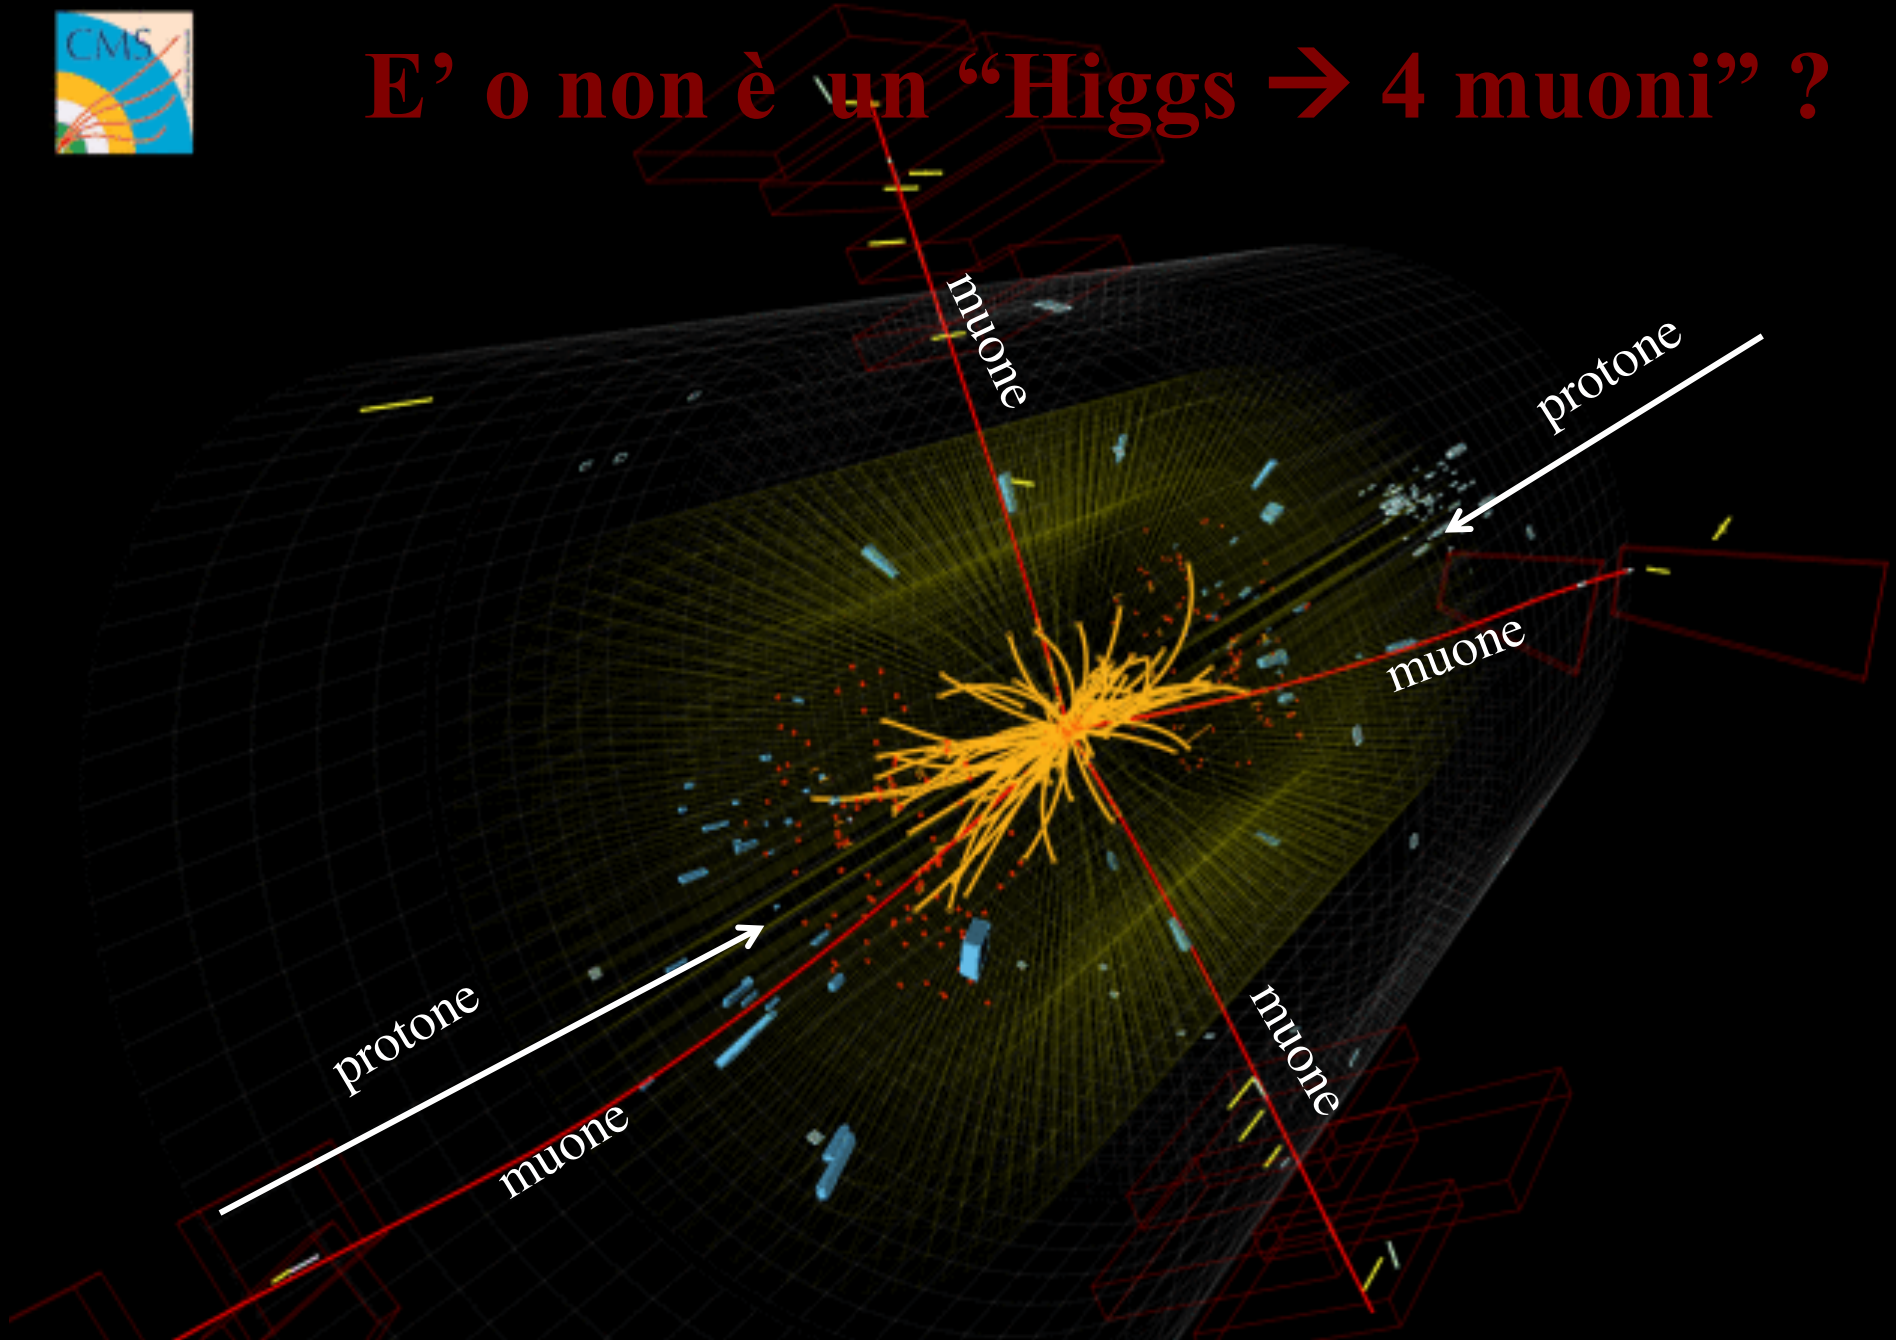 CMS
E’ o non è un “Higgs → 4 muoni” ?
muone
protone
muone
protone
muone
muone